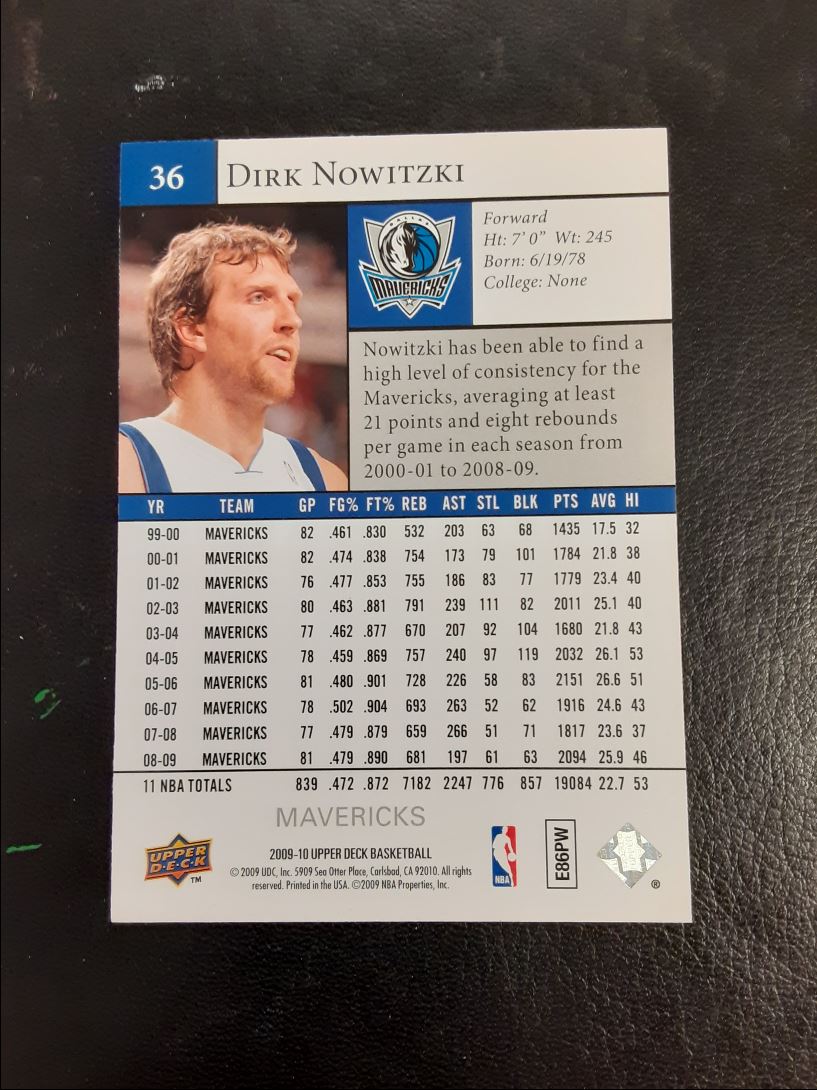 36 DIRK NOWITZKI
DALLAS
MAVERICKS
Forward
Ht: 7' 0" Wt: 245
Born: 6/19/78
College: None
Nowitzki has been able to find a
high level of consistency for the
Mavericks, averaging at least
21 points and eight rebounds
per game in each season from
2000-01 to 2008-09.
YR TEAM GP FG% FT% REB AST STL BLK PTS AVG HI
99-00 MAVERICKS 82 .461 .830 532 203 63 68 1435 17.5 32
00-01 MAVERICKS 82 .474 .838 754 173 79 101 1784 21.8 38
01-02 MAVERICKS 76 .477 .853 755 186 83 77 1779 23.4 40
02-03 MAVERICKS 80 .463 .881 791 239 111 82 2011 25.1 40
03-04 MAVERICKS 77 .462 .877 670 207 92 104 1680 21.8 43
04-05 MAVERICKS 78 .459 .869 757 240 97 119 2032 26.1 53
05-06 MAVERICKS 81 .480 .901 728 226 58 83 2151 26.6 51
06-07 MAVERICKS 78 .502 .904 693 263 52 62 1916 24.6 43
07-08 MAVERICKS 77 .479 .879 659 266 51 71 1817 23.6 37
08-09 MAVERICKS 81 .479 .890 681 197 61 63 2094 25.9 46
11 NBA TOTALS 839 .472 .872 7182 2247 776 857 19084 22.7 53
MAVERICKS
UPPER
D·E·C·K
TM
2009-10 UPPER DECK BASKETBALL
© 2009 UDC, Inc. 5909 Sea Otter Place, Carlsbad, CA 92010. All rights
reserved. Printed in the USA. ©2009 NBA Properties, Inc.
NBA
E86PW
®